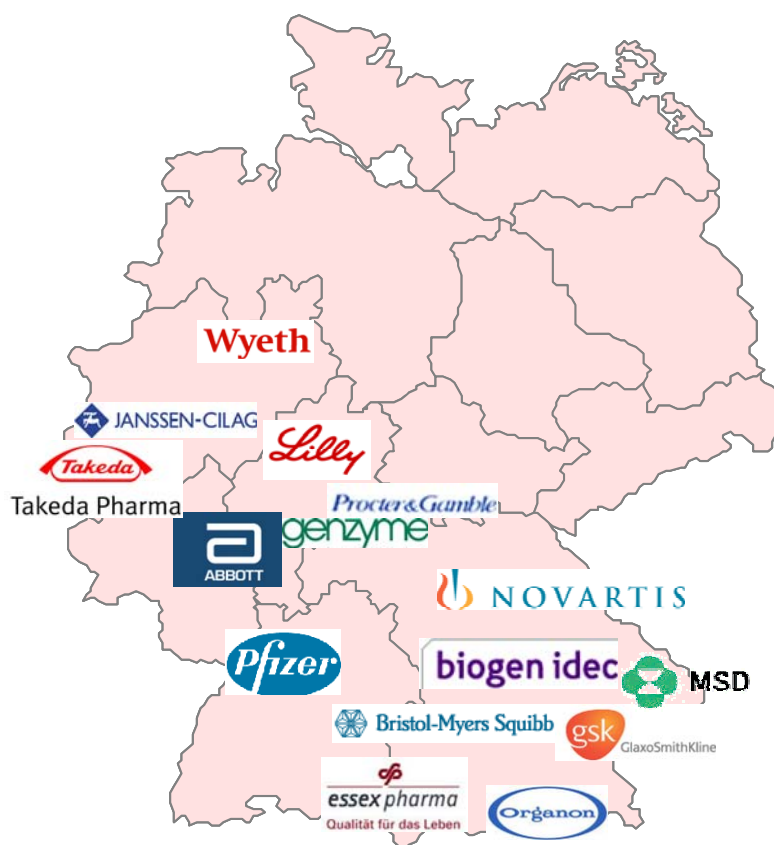 Wyeth
JANSSEN-CILAG
Lilly
Takeda
Takeda Pharma
Procter&Gamble
genzyme
ABBOTT
NOVARTIS
Pfizer
biogen idec
MSD
Bristol-Myers Squibb
gsk
GlaxoSmithKline
essex pharma
Qualität für das Leben
Organon